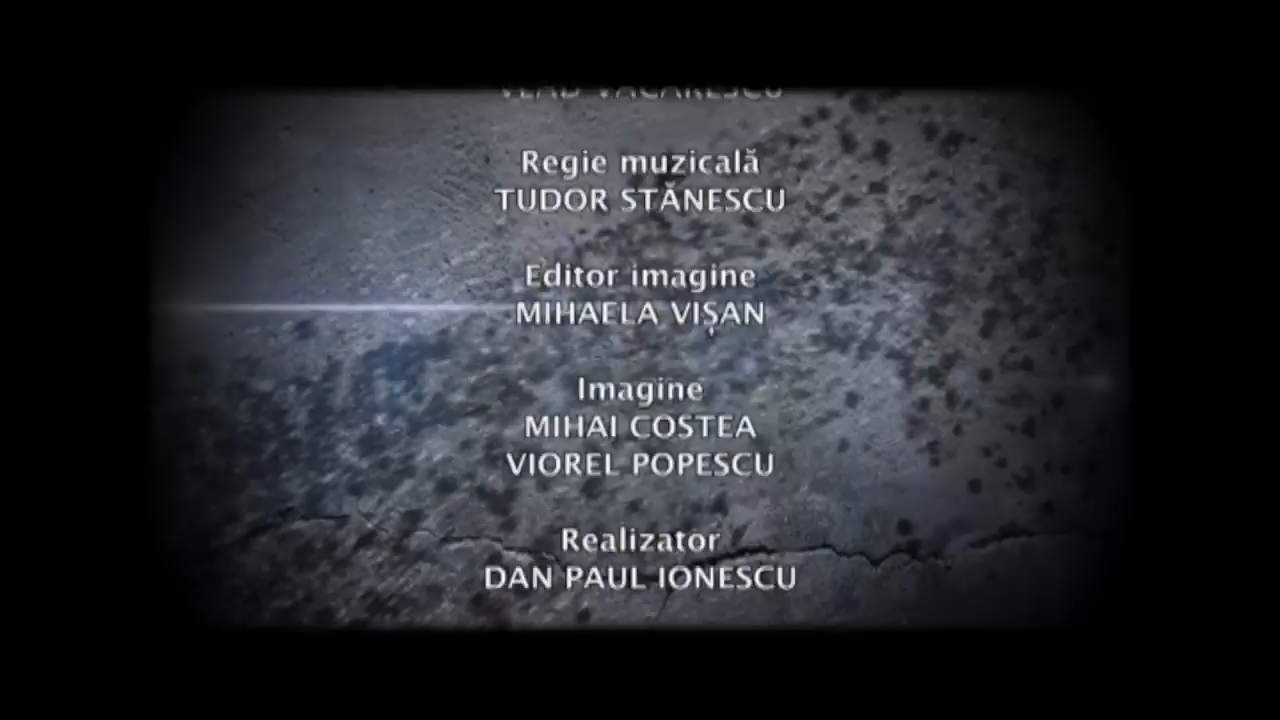 Regie muzicală
TUDOR STĂNESCU
Editor imagine
MIHAELA VIȘAN
Imagine
MIHAI COSTEA
VIOREL POPESCU
Realizator
DAN PAUL IONESCU